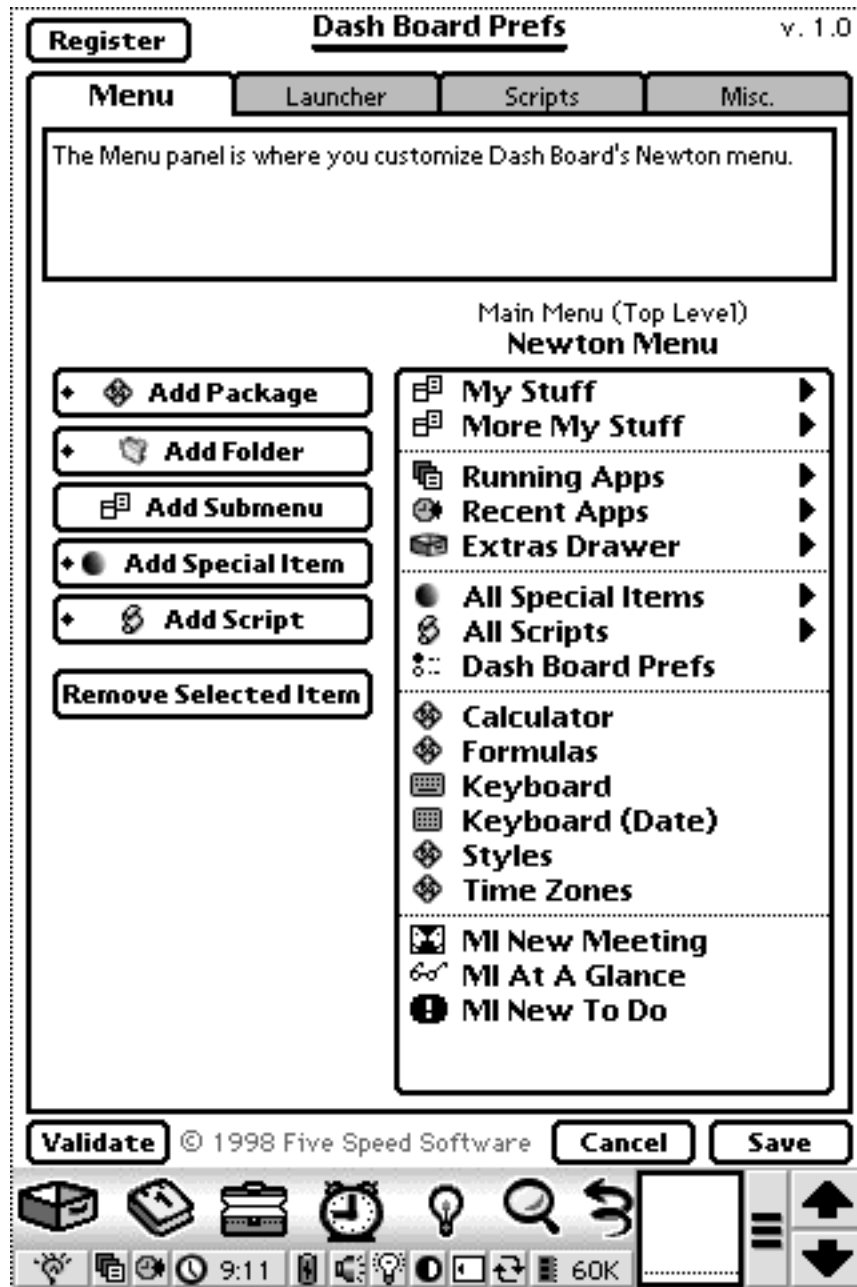 Register
Dash Board Prefs
v. 1.0
Menu
Launcher
Scripts
Misc.
The Menu panel is where you customize Dash Board's Newton menu.
Main Menu (Top Level)
Newton Menu
Add Package
Add Folder
Add Submenu
Add Special Item
Add Script
Remove Selected Item
My Stuff
More My Stuff
Running Apps
Recent Apps
Extras Drawer
All Special Items
All Scripts
Dash Board Prefs
Calculator
Formulas
Keyboard
Keyboard (Date)
Styles
Time Zones
MI New Meeting
MI At A Glance
MI New To Do
Validate
© 1998 Five Speed Software
Cancel
Save
1
9:11
60K